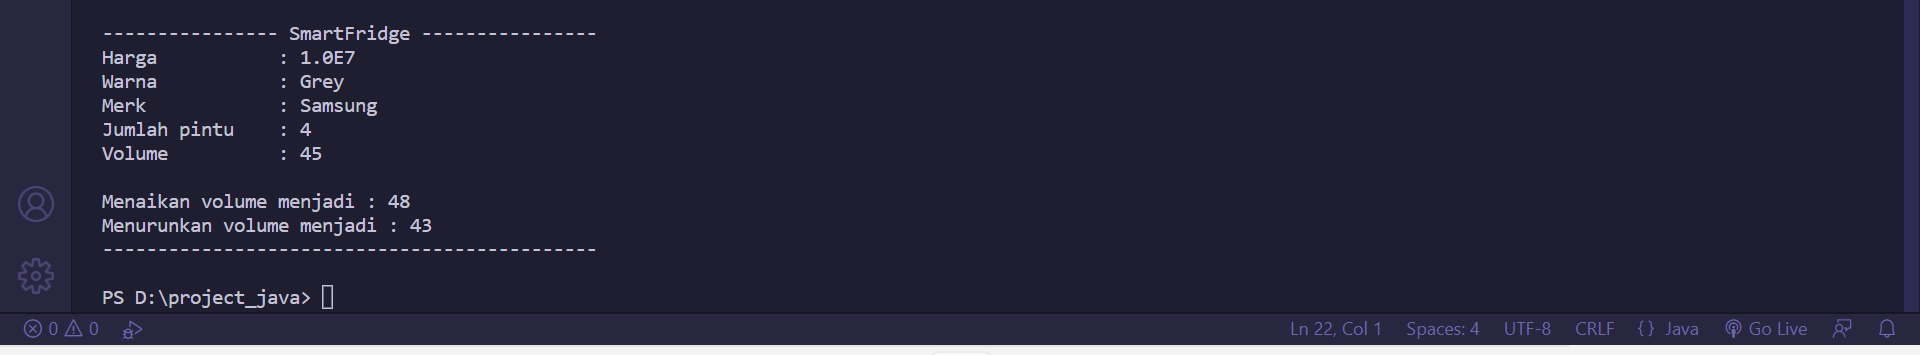 ---------------- SmartFridge ----------------
Harga           : 1.0E7
Warna           : Grey
Merk            : Samsung
Jumlah pintu    : 4
Volume          : 45
Menaikan volume menjadi : 48
Menurunkan volume menjadi : 43
---------------------------------------------
PS D:\project_java>
0 0 Ln 22, Col 1 Spaces: 4 UTF-8 CRLF {} Java Go Live